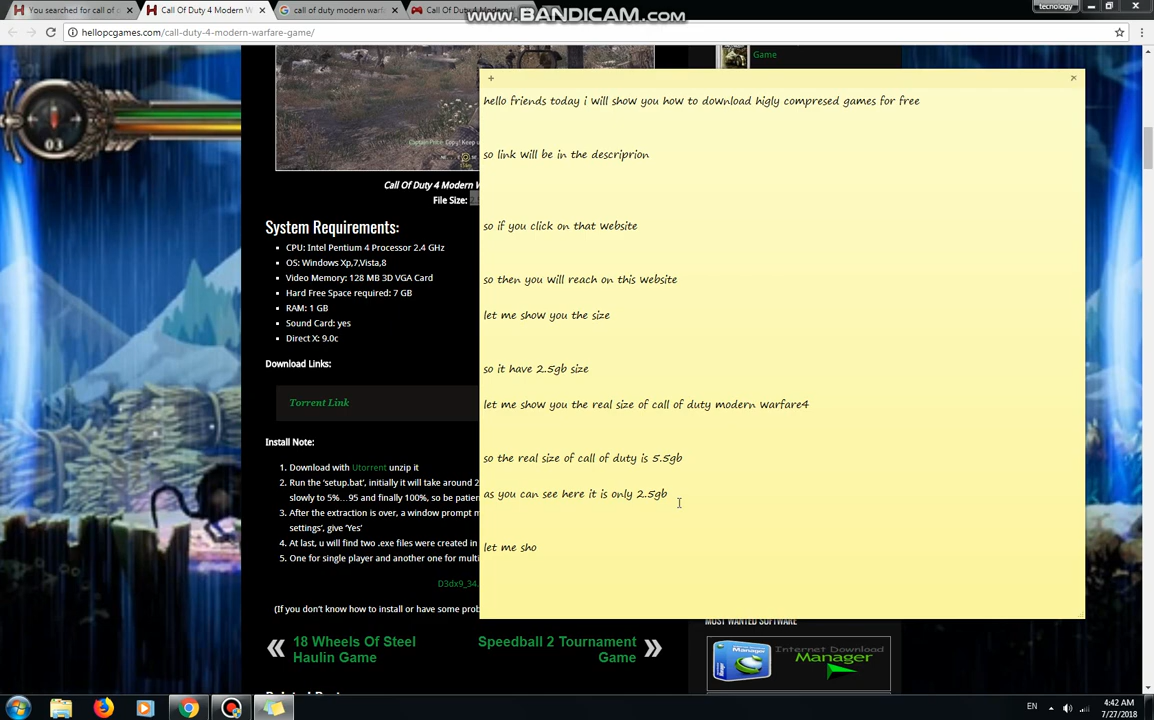 You searched for call of d
Call Of Duty 4 Modern W
call of duty modern warf
Call Of Duty 4 Mode
www.BANDICAM.com
tecnology
hellopcgames.com/call-duty-4-modern-warfare-game/
Game
03
hello friends today i will show you how to download higly compresed games for free
so link will be in the descriprion
Call Of Duty 4 Modern W
File Size:
so if you click on that website
System Requirements:
CPU: Intel Pentium 4 Processor 2.4 GHz
OS: Windows Xp,7,Vista,8
Video Memory: 128 MB 3D VGA Card
Hard Free Space required: 7 GB
RAM: 1 GB
Sound Card: yes
Direct X: 9.0c
so then you will reach on this website
let me show you the size
Download Links:
so it have 2.5gb size
Torrent Link
let me show you the real size of call of duty modern warfare4
Install Note:
so the real size of call of duty is 5.5gb
1. Download with Utorrent unzip it
2. Run the ‘setup.bat’, initially it will take around 2
slowly to 5%…95 and finally 100%, so be patien
3. After the extraction is over, a window prompt m
settings’, give ‘Yes’
4. At last, u will find two .exe files were created in
5. One for single player and another one for multi
as you can see here it is only 2.5gb
let me sho
D3dx9_34.
(If you don’t know how to install or have some prob
18 Wheels Of Steel
Haulin Game
Speedball 2 Tournament
Game
MOST WANTED SOFTWARE
Internet Download
Manager
EN
4:42 AM
7/27/2018